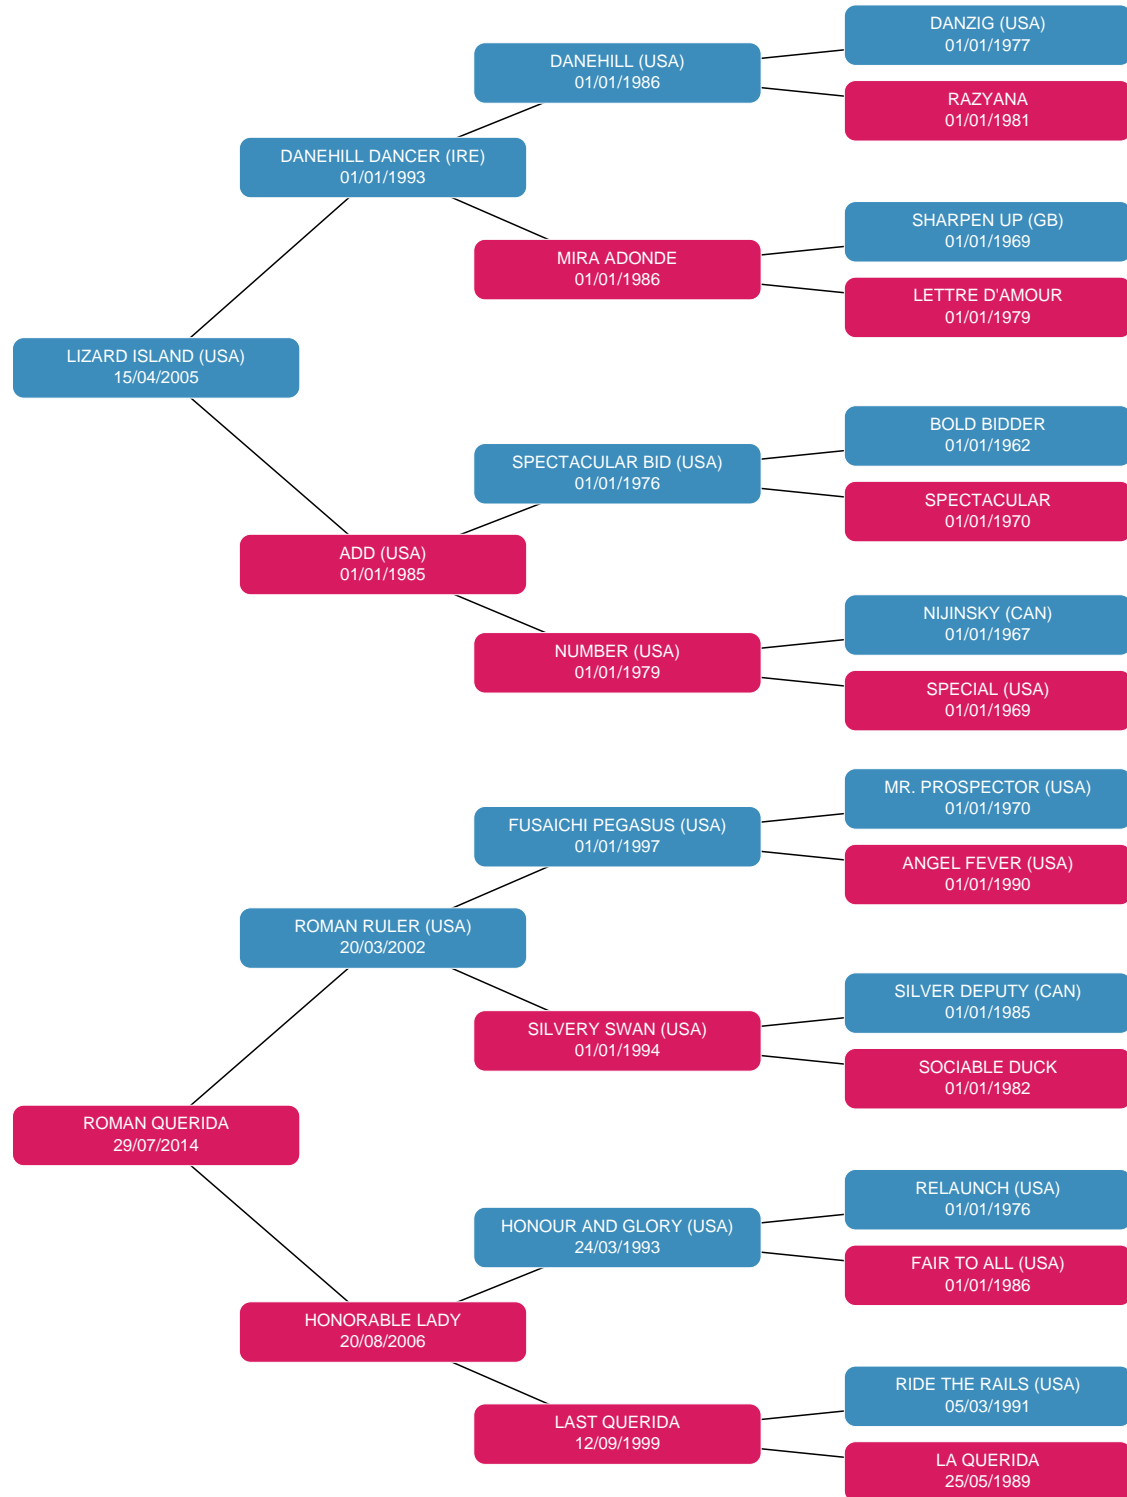 DANZIG (USA)
01/01/1977
DANEHILL (USA)
01/01/1986
RAZYANA
01/01/1981
DANEHILL DANCER (IRE)
01/01/1993
SHARPEN UP (GB)
01/01/1969
MIRA ADONDE
01/01/1986
LETTRE D'AMOUR
01/01/1979
LIZARD ISLAND (USA)
15/04/2005
BOLD BIDDER
01/01/1962
SPECTACULAR BID (USA)
01/01/1976
SPECTACULAR
01/01/1970
ADD (USA)
01/01/1985
NIJINSKY (CAN)
01/01/1967
NUMBER (USA)
01/01/1979
SPECIAL (USA)
01/01/1969
MR. PROSPECTOR (USA)
01/01/1970
FUSAICHI PEGASUS (USA)
01/01/1997
ANGEL FEVER (USA)
01/01/1990
ROMAN RULER (USA)
20/03/2002
SILVER DEPUTY (CAN)
01/01/1985
SILVERY SWAN (USA)
01/01/1994
SOCIABLE DUCK
01/01/1982
ROMAN QUERIDA
29/07/2014
RELAUNCH (USA)
01/01/1976
HONOUR AND GLORY (USA)
24/03/1993
FAIR TO ALL (USA)
01/01/1986
HONORABLE LADY
20/08/2006
RIDE THE RAILS (USA)
05/03/1991
LAST QUERIDA
12/09/1999
LA QUERIDA
25/05/1989